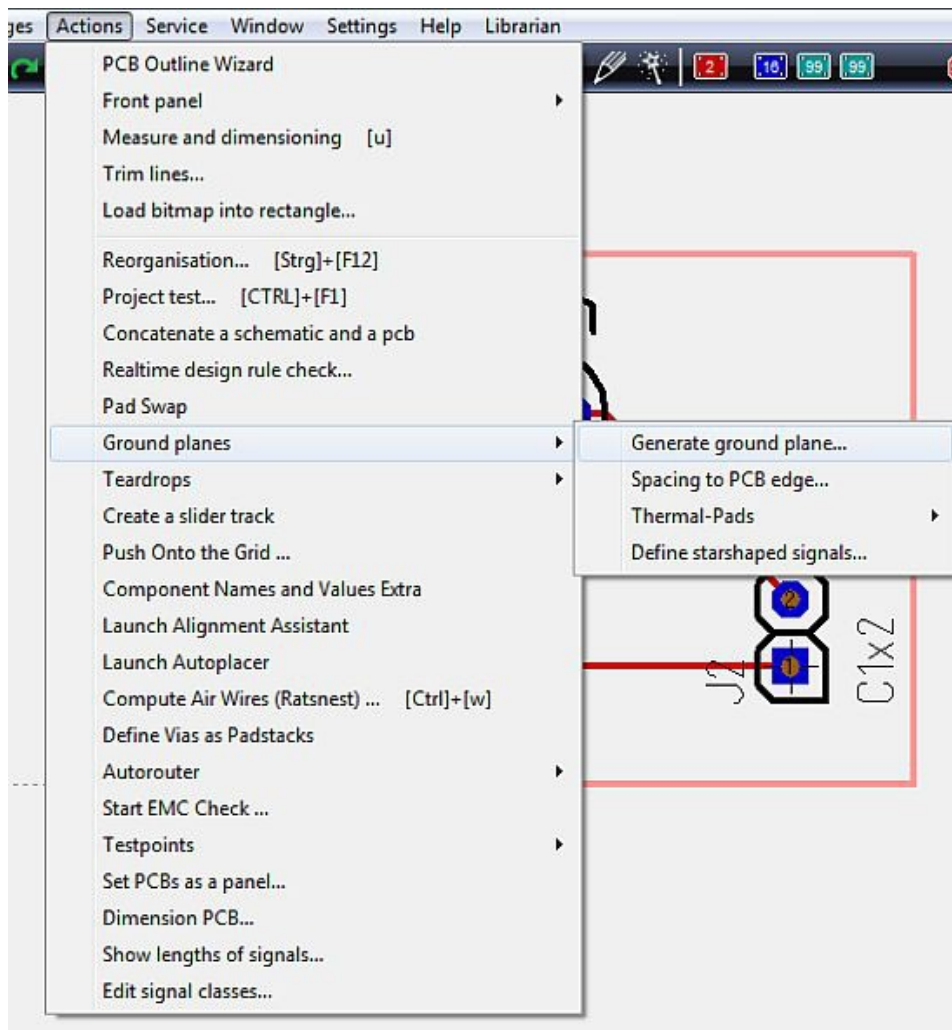 ges Actions Service Window Settings Help Librarian
2 16 99 99
PCB Outline Wizard
Front panel
Measure and dimensioning [u]
Trim lines...
Load bitmap into rectangle...
Reorganisation... [Strg]+[F12]
Project test... [CTRL]+[F1]
Concatenate a schematic and a pcb
Realtime design rule check...
Pad Swap
Ground planes
Teardrops
Create a slider track
Push Onto the Grid ...
Component Names and Values Extra
Launch Alignment Assistant
Launch Autoplacer
Compute Air Wires (Ratsnest) ... [Ctrl]+[w]
Define Vias as Padstacks
Autorouter
Start EMC Check ...
Testpoints
Set PCBs as a panel...
Dimension PCB...
Show lengths of signals...
Edit signal classes...
Generate ground plane...
Spacing to PCB edge...
Thermal-Pads
Define starshaped signals...
2
1
J2
C1x2